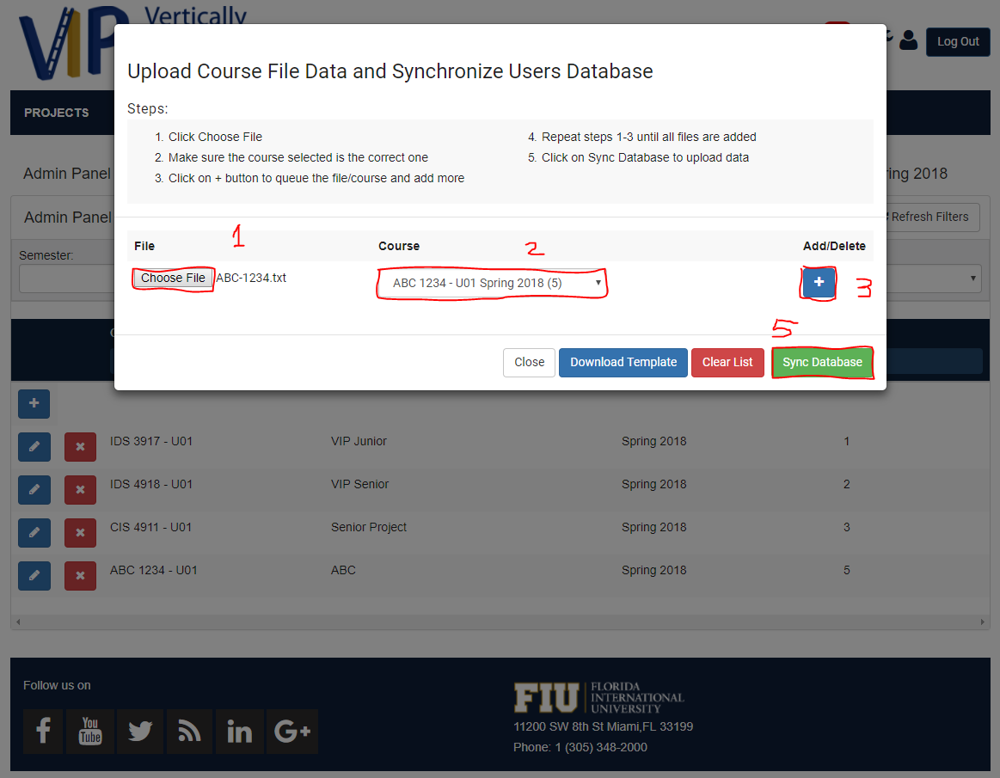 VIP Vertically
Log Out
PROJECTS
Upload Course File Data and Synchronize Users Database
Steps:
1. Click Choose File
2. Make sure the course selected is the correct one
3. Click on + button to queue the file/course and add more
4. Repeat steps 1-3 until all files are added
5. Click on Sync Database to upload data
Admin Panel
2018
Admin Panel
Refresh Filters
Semester:
1
2
File Course Add/Delete
Choose File ABC-1234.txt
ABC 1234 - U01 Spring 2018 (5)
+
3
5
Close Download Template Clear List Sync Database
+
IDS 3917 - U01 VIP Junior Spring 2018 1
IDS 4918 - U01 VIP Senior Spring 2018 2
CIS 4911 - U01 Senior Project Spring 2018 3
ABC 1234 - U01 ABC Spring 2018 5
Follow us on
f You Tube in G+
FIU FLORIDA
INTERNATIONAL
UNIVERSITY
11200 SW 8th St Miami,FL 33199
Phone: 1 (305) 348-2000